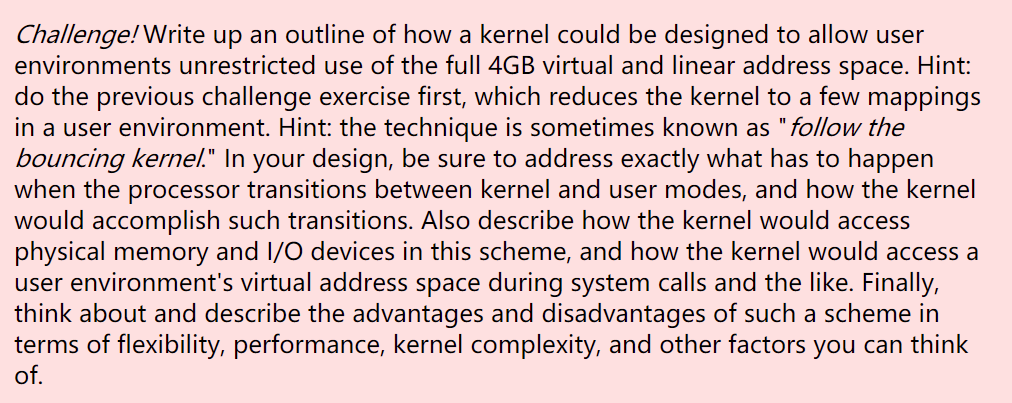 Challenge! Write up an outline of how a kernel could be designed to allow user
environments unrestricted use of the full 4GB virtual and linear address space. Hint:
do the previous challenge exercise first, which reduces the kernel to a few mappings
in a user environment. Hint: the technique is sometimes known as "follow the
bouncing kernel." In your design, be sure to address exactly what has to happen
when the processor transitions between kernel and user modes, and how the kernel
would accomplish such transitions. Also describe how the kernel would access
physical memory and I/O devices in this scheme, and how the kernel would access a
user environment's virtual address space during system calls and the like. Finally,
think about and describe the advantages and disadvantages of such a scheme in
terms of flexibility, performance, kernel complexity, and other factors you can think
of.